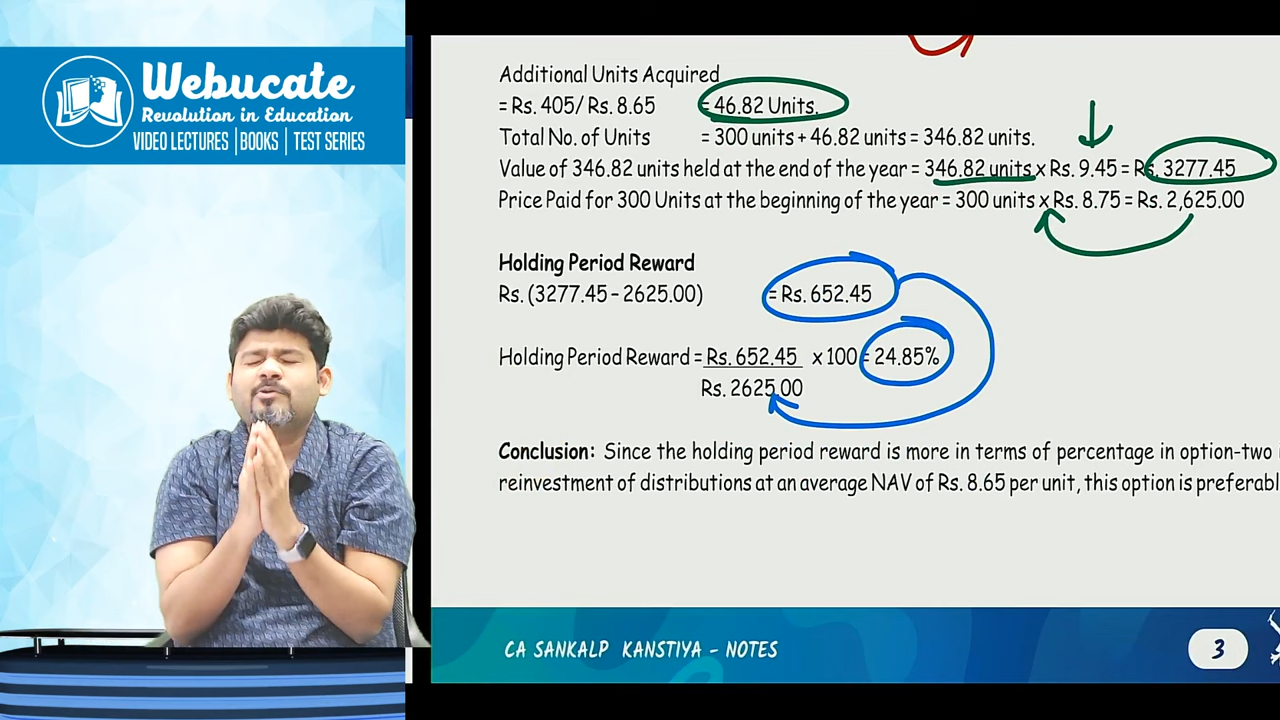 Webucate
Revolution in Education
VIDEO LECTURES | BOOKS | TEST SERIES
Additional Units Acquired
= Rs. 405/ Rs. 8.65 = 46.82 Units.
Total No. of Units = 300 units + 46.82 units = 346.82 units.
Value of 346.82 units held at the end of the year = 346.82 units x Rs. 9.45 = Rs. 3277.45
Price Paid for 300 Units at the beginning of the year = 300 units x Rs. 8.75 = Rs. 2,625.00
Holding Period Reward
Rs. (3277.45 – 2625.00) = Rs. 652.45
Holding Period Reward = Rs. 652.45 x 100 = 24.85%
Rs. 2625.00
Conclusion: Since the holding period reward is more in terms of percentage in option-two
reinvestment of distributions at an average NAV of Rs. 8.65 per unit, this option is
CA SANKALP KANSTIYA – NOTES
3